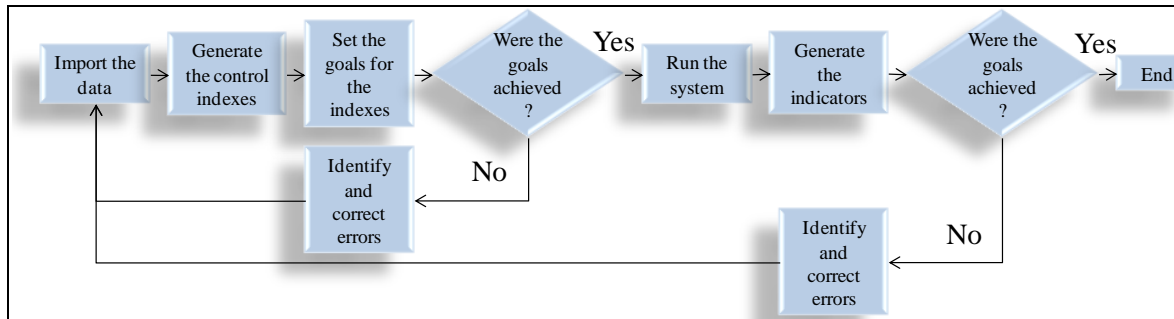 Import the
data
Generate
the control
indexes
Set the
goals for
the
indexes
Were the
goals
achieved
?
Yes
Run the
system
Generate
the
indicators
Were the
goals
achieved
?
Yes
End
No
Identify
and
correct
errors
No
Identify
and
correct
errors